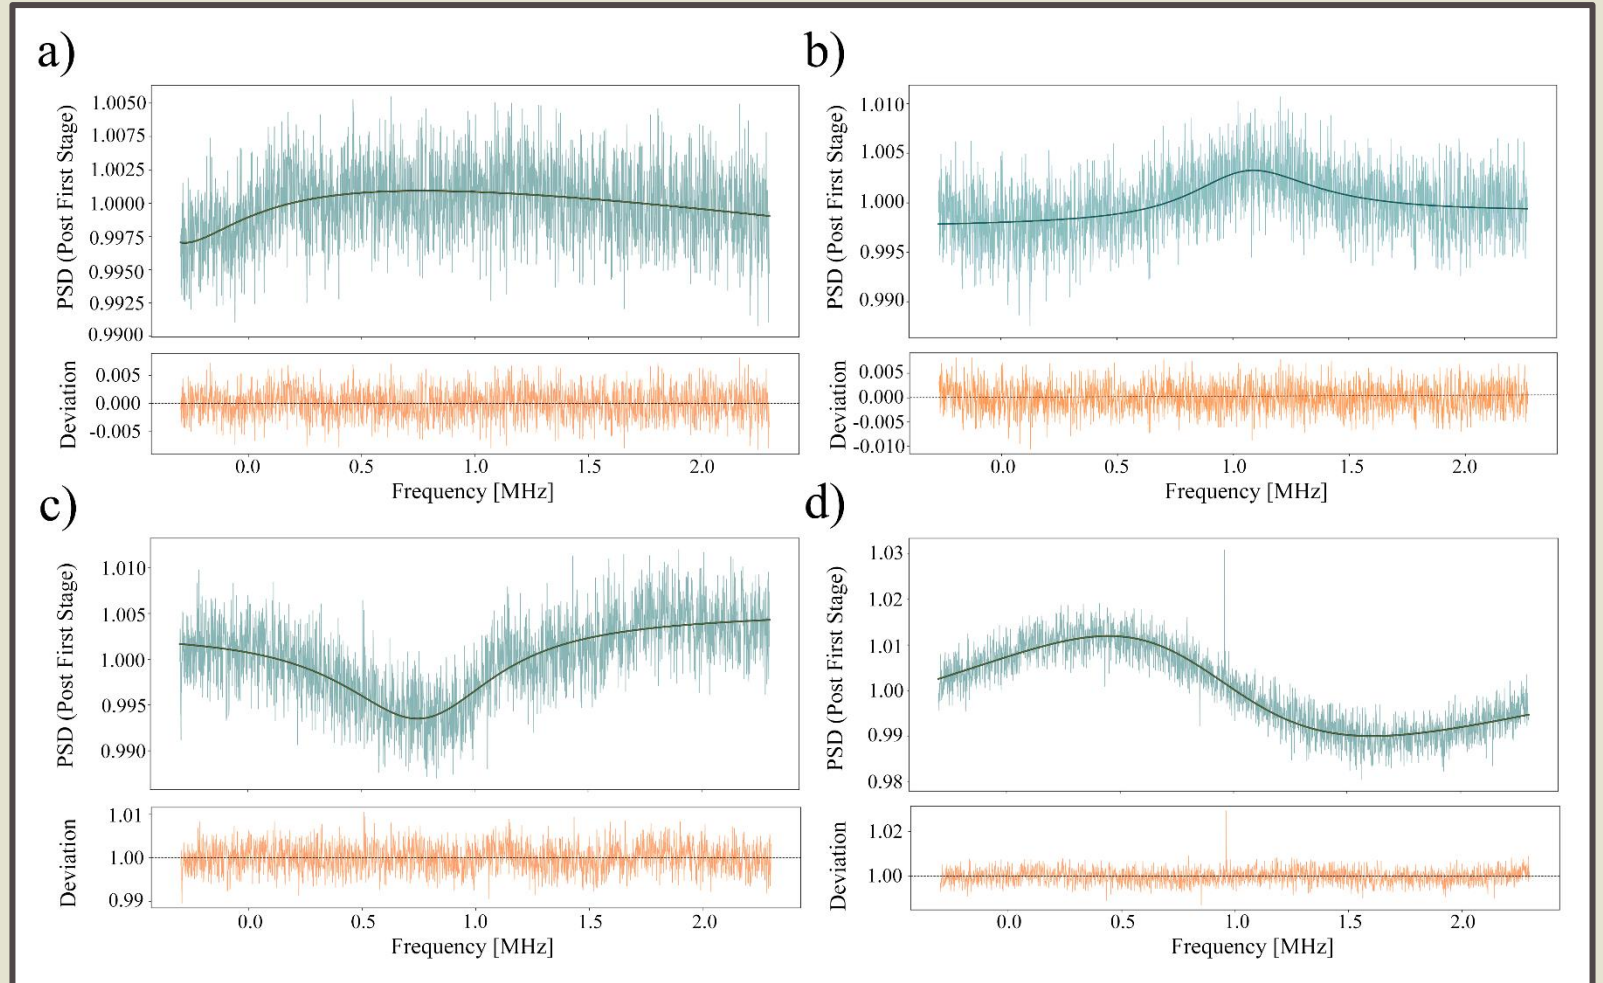 a)
PSD (Post First Stage)
1.0050
1.0075
1.0025
1.0000
0.9975
0.9950
0.9925
0.9900
Deviation
0.005
0.000
-0.005
0.0 0.5 1.0 1.5 2.0
Frequency [MHz]
b)
PSD (Post First Stage)
1.010
1.005
1.000
0.995
0.990
Deviation
0.005
0.000
-0.005
-0.010
0.0 0.5 1.0 1.5 2.0
Frequency [MHz]
c)
PSD (Post First Stage)
1.010
1.005
1.000
0.995
0.990
Deviation
1.01
1.00
0.99
0.0 0.5 1.0 1.5 2.0
Frequency [MHz]
d)
PSD (Post First Stage)
1.03
1.02
1.01
1.00
0.99
0.98
Deviation
1.02
1.00
0.0 0.5 1.0 1.5 2.0
Frequency [MHz]